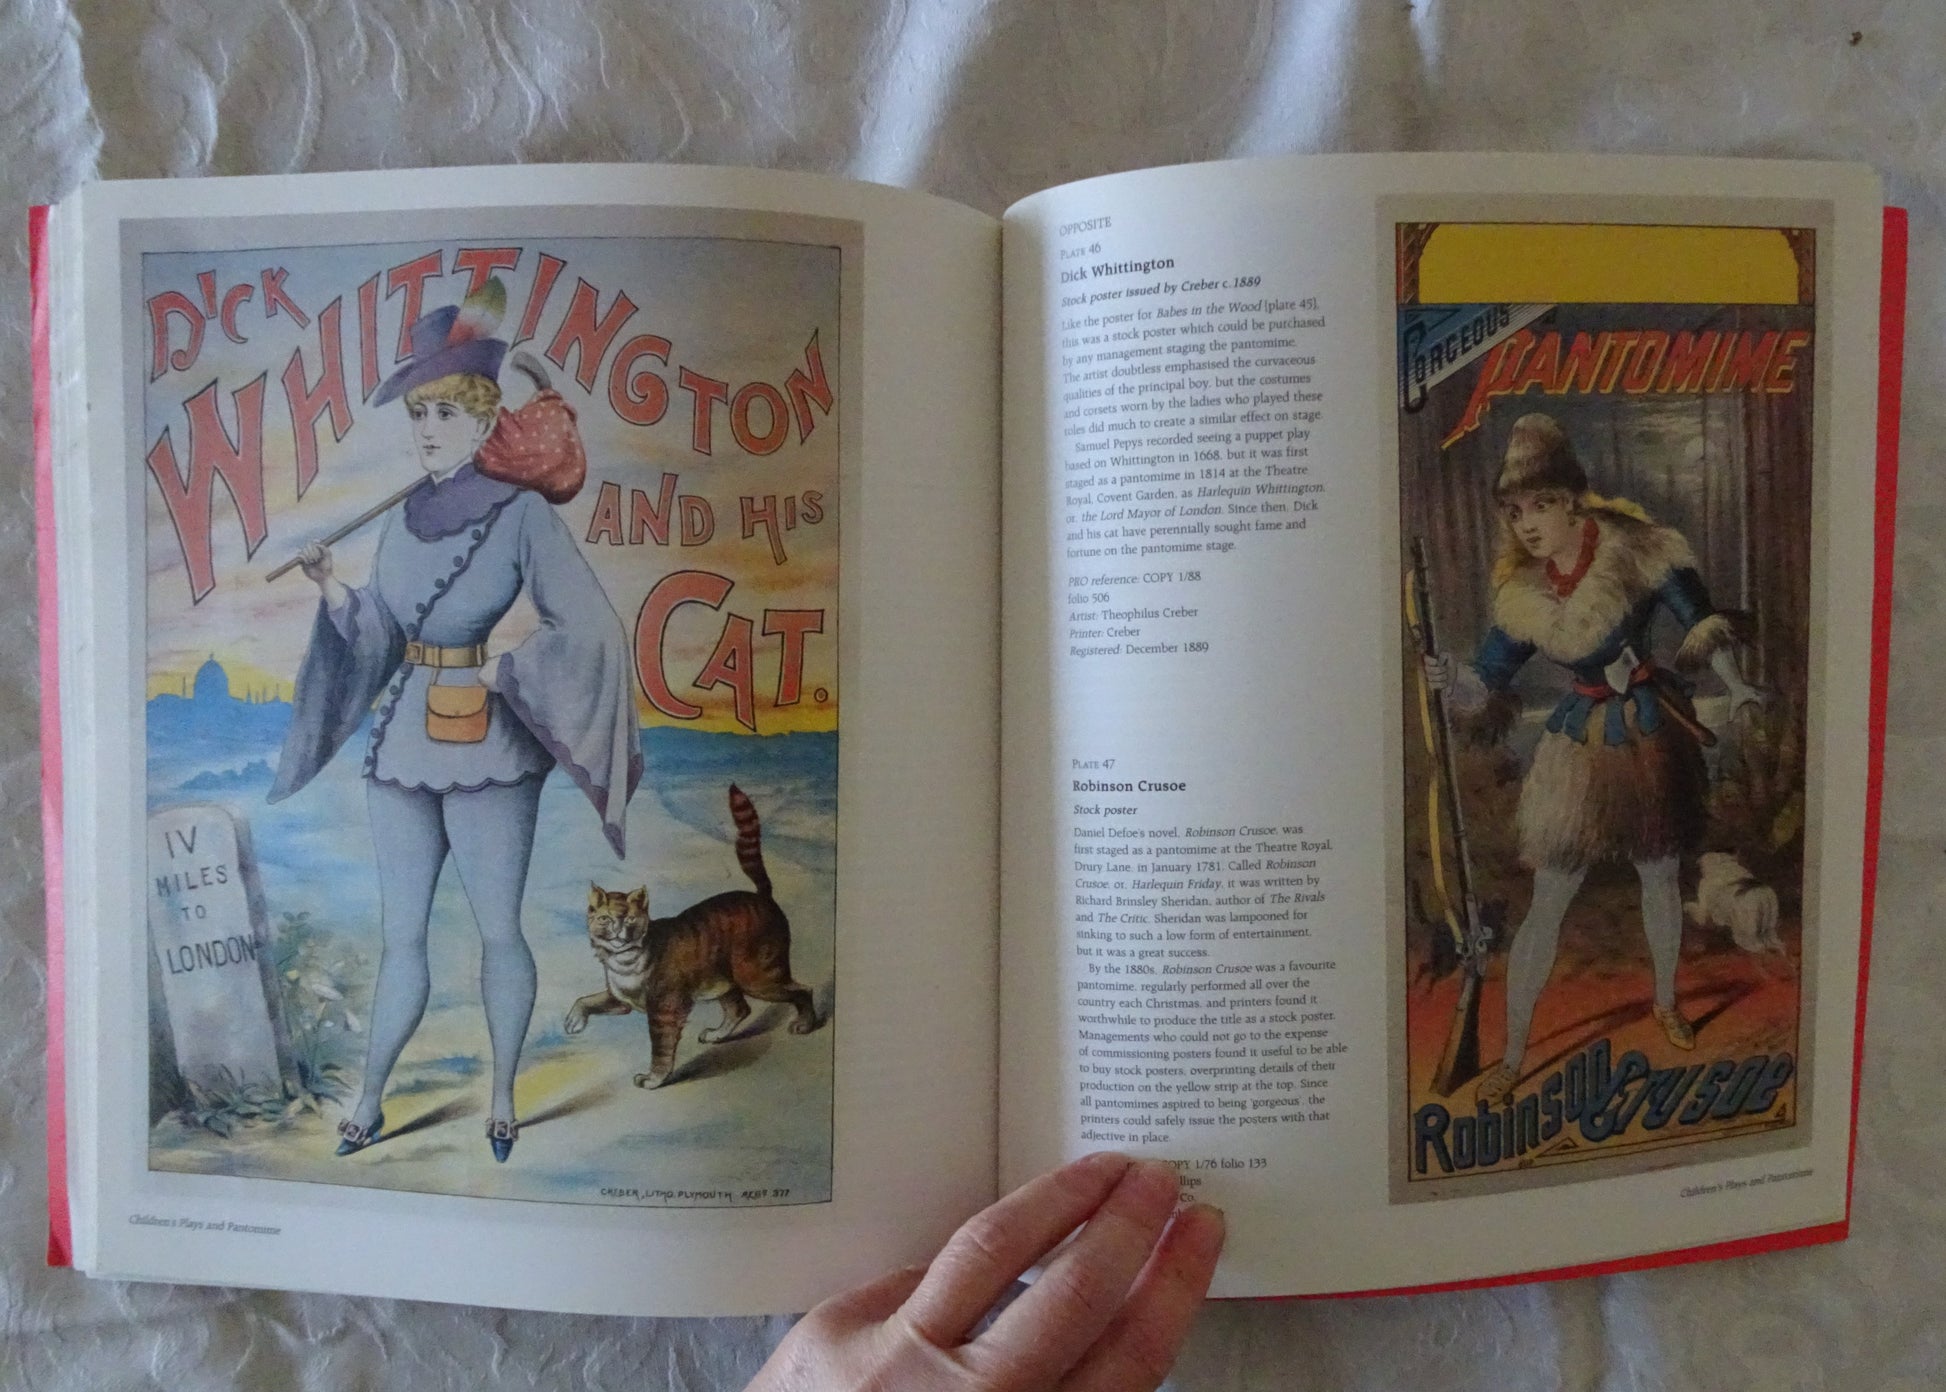 DICK
WHITTINGTON
AND HIS
CAT.
IV
MILES
TO
LONDON
CREBER, LITHO. PLYMOUTH REGD 377
Children's Plays and Pantomime
OPPOSITE
PLATE 46
Dick Whittington
Stock poster issued by Creber c. 1889
Like the poster for Babes in the Wood [plate 45],
this was a stock poster which could be purchased
by any management staging the pantomime.
The artist doubtless emphasised the curvaceous
qualities of the principal boy, but the costumes
and corsets worn by the ladies who played these
roles did much to create a similar effect on stage.
Samuel Pepys recorded seeing a puppet play
based on Whittington in 1668, but it was first
staged as a pantomime in 1814 at the Theatre
Royal, Covent Garden, as Harlequin Whittington,
or, the Lord Mayor of London. Since then, Dick
and his cat have perennially sought fame and
fortune on the pantomime stage.
PRO reference: COPY 1/88
folio 506
Artist: Theophilus Creber
Printer: Creber
Registered: December 1889
PLATE 47
Robinson Crusoe
Stock poster
Daniel Defoe's novel, Robinson Crusoe, was
first staged as a pantomime at the Theatre Royal,
Drury Lane, in January 1781. Called Robinson
Crusoe, or, Harlequin Friday, it was written by
Richard Brinsley Sheridan, author of The Rivals
and The Critic. Sheridan was lampooned for
sinking to such a low form of entertainment,
but it was a great success.
By the 1880s, Robinson Crusoe was a favourite
pantomime, regularly performed all over the
country each Christmas, and printers found it
worthwhile to produce the title as a stock poster.
Managements who could not go to the expense
of commissioning posters found it useful to be able
to buy stock posters, overprinting details of their
production on the yellow strip at the top. Since
all pantomimes aspired to being 'gorgeous', the
printers could safely issue the posters with that
adjective in place.
OPY 1/76 folio 133
llips
Co.
GORGEOUS
PANTOMIME
Robinson Crusoe
Children's Plays and Pantomime